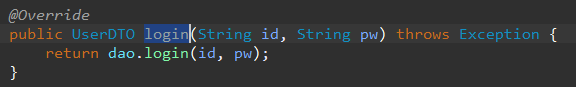 @Override
public UserDTO login(String id, String pw) throws Exception {
    return dao.login(id, pw);
}